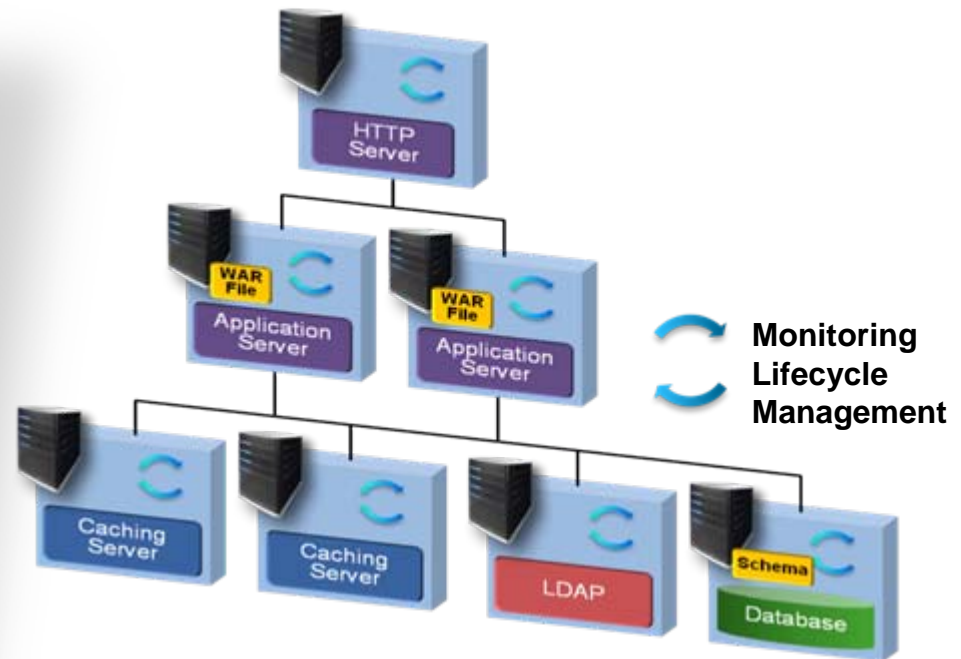 HTTP
Server
WAR
File
Application
Server
WAR
File
Application
Server
Monitoring
Lifecycle
Management
Caching
Server
Caching
Server
LDAP
Schema
Database